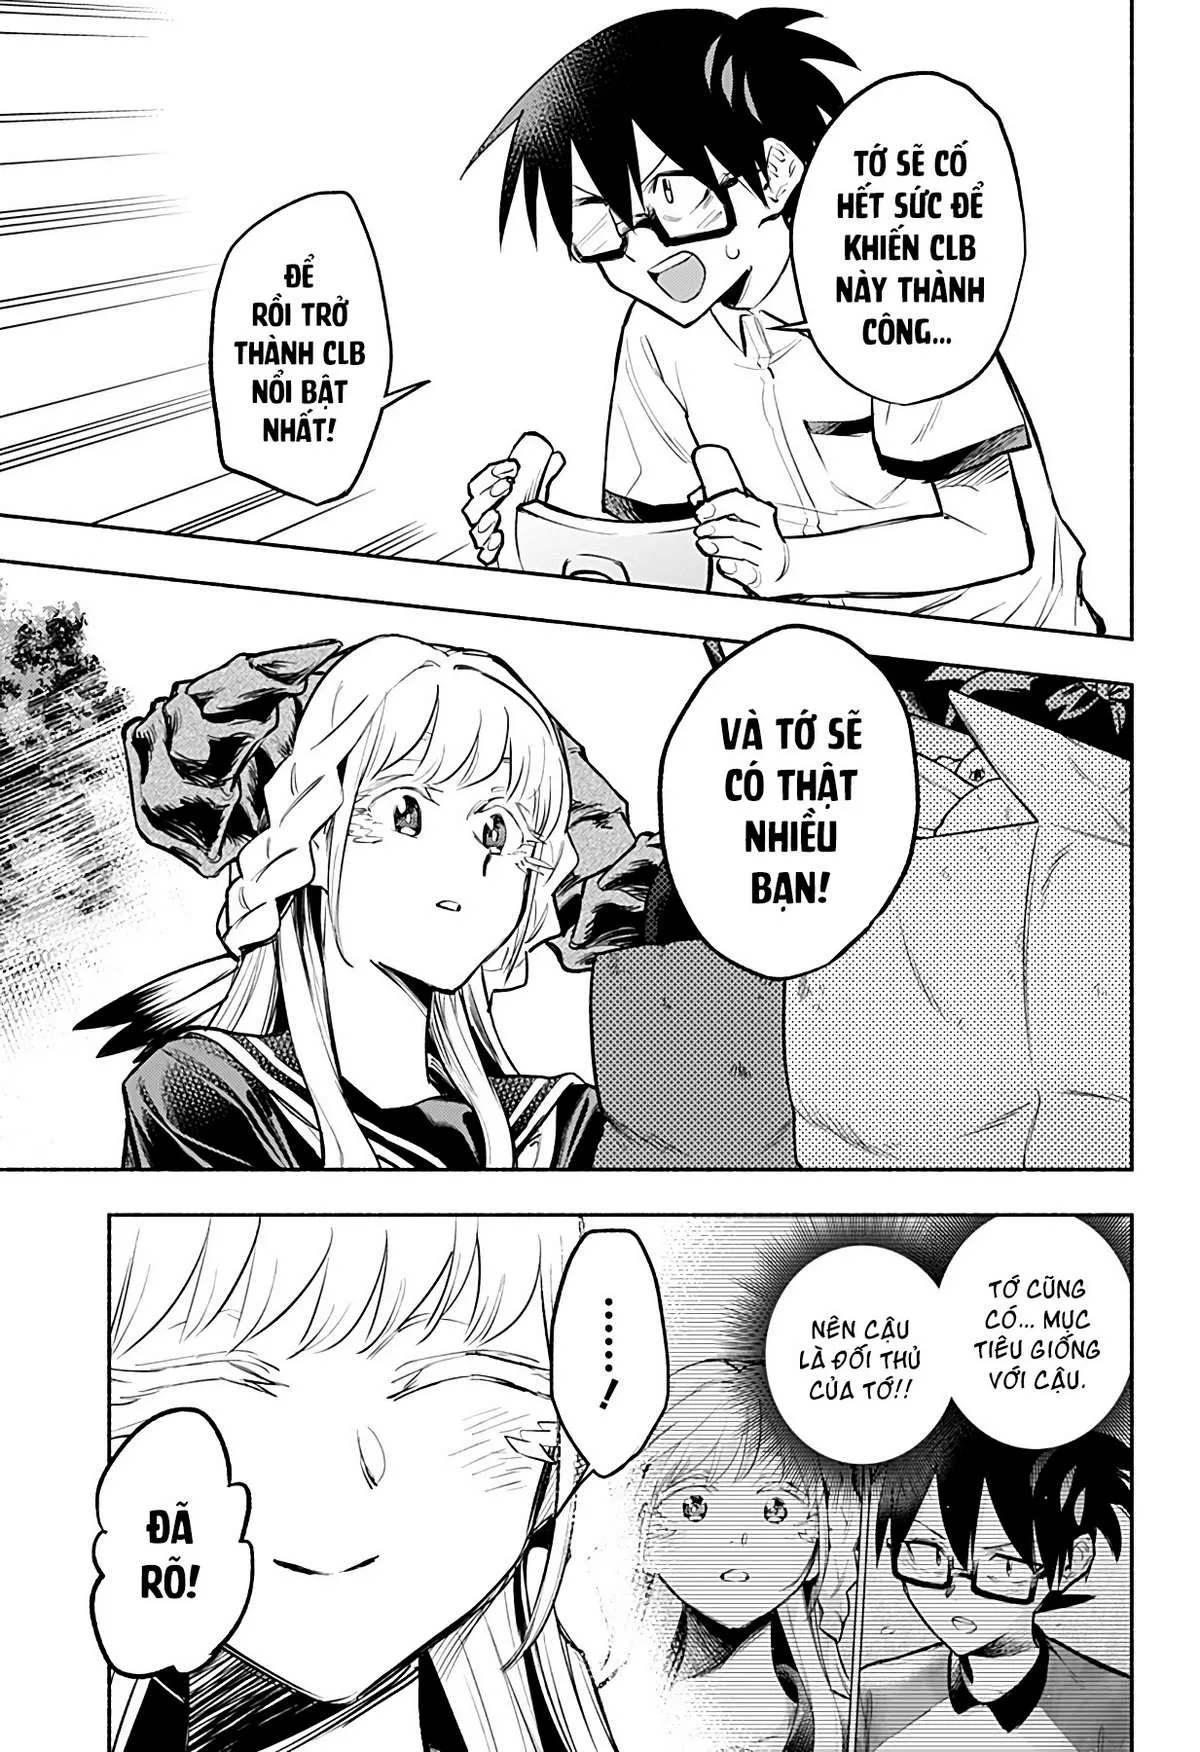 TỚ SẼ CỐ
HẾT SỨC ĐỂ
KHIẾN CLB
NÀY THÀNH
CÔNG...
ĐỂ
RỒI TRỞ
THÀNH CLB
NỔI BẬT
NHẤT!
VÀ TỚ SẼ
CÓ THẬT
NHIỀU
BẠN!
TỚ CŨNG
CÓ... MỤC
TIÊU GIỐNG
VỚI CẬU.
NÊN CẬU
LÀ ĐỐI THỦ
CỦA TỚ!!
........!
ĐÃ
RÕ!